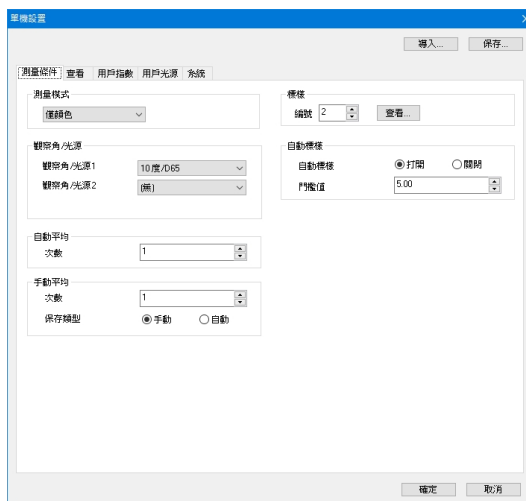 單機設置
導入...
保存...
測量條件 查看 用戶指數 用戶光源 系統
測量模式
僅顏色
觀察角/光源
觀察角/光源1
10度/D65
觀察角/光源2
(無)
自動平均
次數
1
手動平均
次數
1
保存類型
手動
自動
標樣
編號
2
查看...
自動標樣
自動標樣
打開
關閉
門檻值
5.00
確定
取消